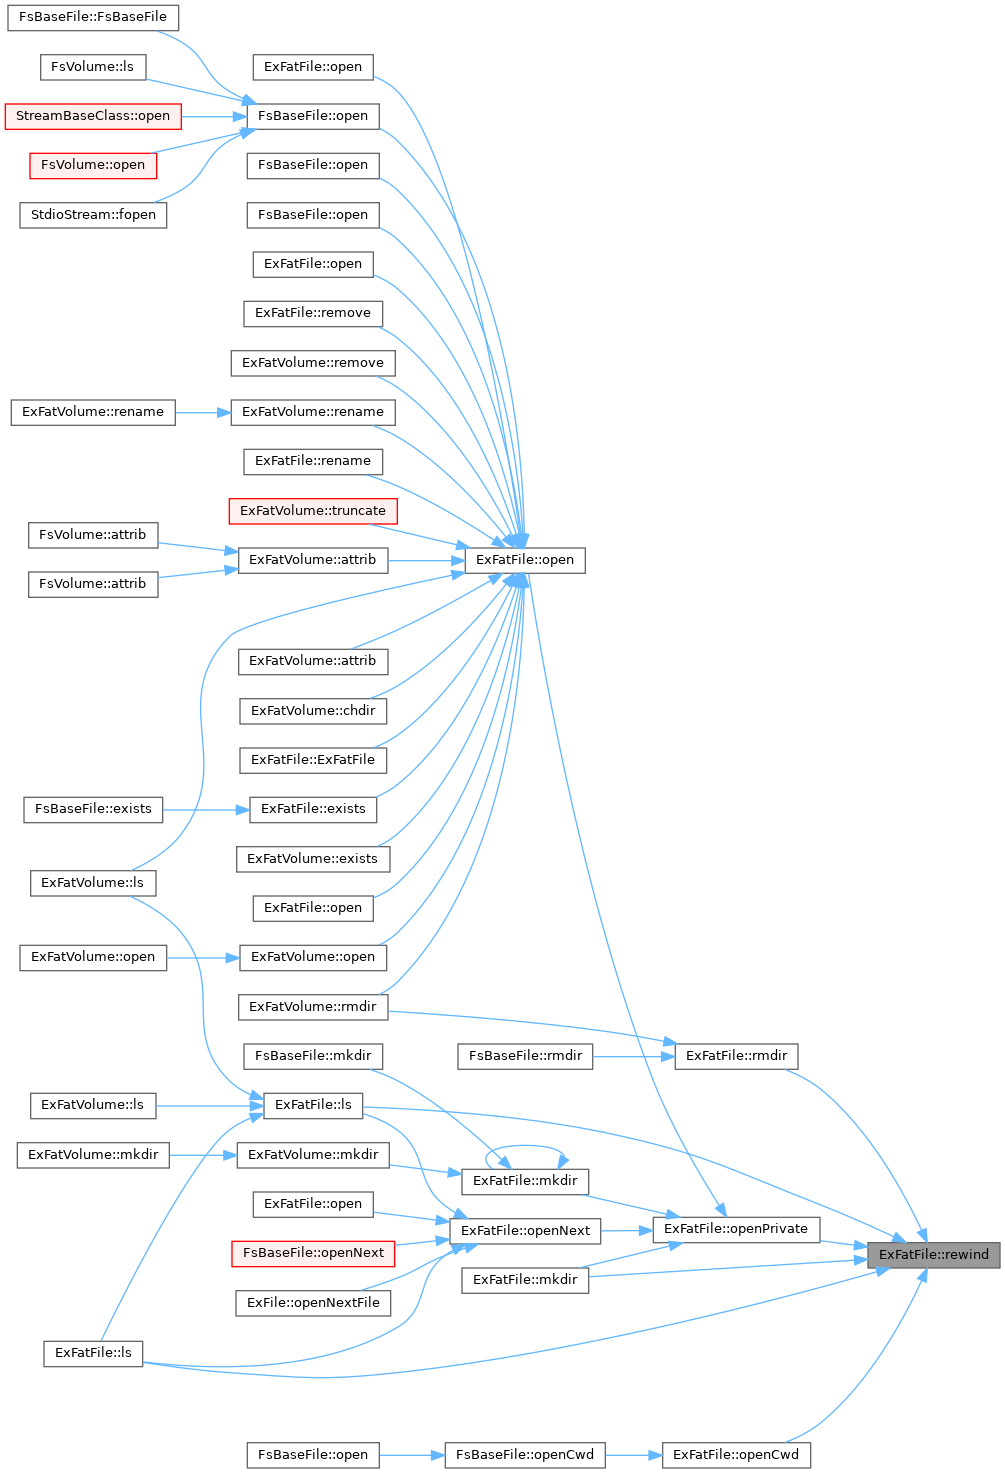 FsBaseFile::FsBaseFile
FsVolume::ls
ExFatFile::open
StreamBaseClass::open
FsBaseFile::open
FsVolume::open
FsBaseFile::open
StdioStream::fopen
FsBaseFile::open
ExFatFile::open
ExFatFile::remove
ExFatVolume::remove
ExFatVolume::rename
ExFatVolume::rename
ExFatFile::rename
ExFatVolume::truncate
FsVolume::attrib
ExFatVolume::attrib
ExFatFile::open
FsVolume::attrib
ExFatVolume::attrib
ExFatVolume::chdir
ExFatFile::ExFatFile
FsBaseFile::exists
ExFatFile::exists
ExFatVolume::exists
ExFatVolume::ls
ExFatFile::open
ExFatVolume::open
ExFatVolume::open
ExFatVolume::rmdir
FsBaseFile::mkdir
FsBaseFile::rmdir
ExFatFile::rmdir
ExFatVolume::ls
ExFatFile::ls
ExFatVolume::mkdir
ExFatVolume::mkdir
ExFatFile::mkdir
ExFatFile::open
ExFatFile::openNext
ExFatFile::openPrivate
FsBaseFile::openNext
ExFatFile::rewind
ExFatFile::mkdir
ExFile::openNextFile
ExFatFile::ls
FsBaseFile::open
FsBaseFile::openCwd
ExFatFile::openCwd